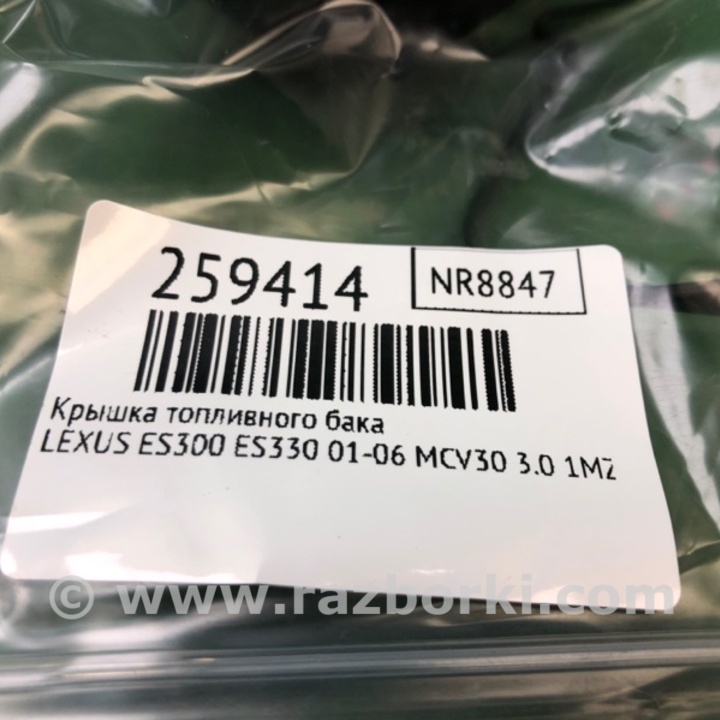 259414
NR8847
Крышка топливного бака
LEXUS ES300 ES330 01-06 MCV30 3.0 1MZ
© www.razborki.com